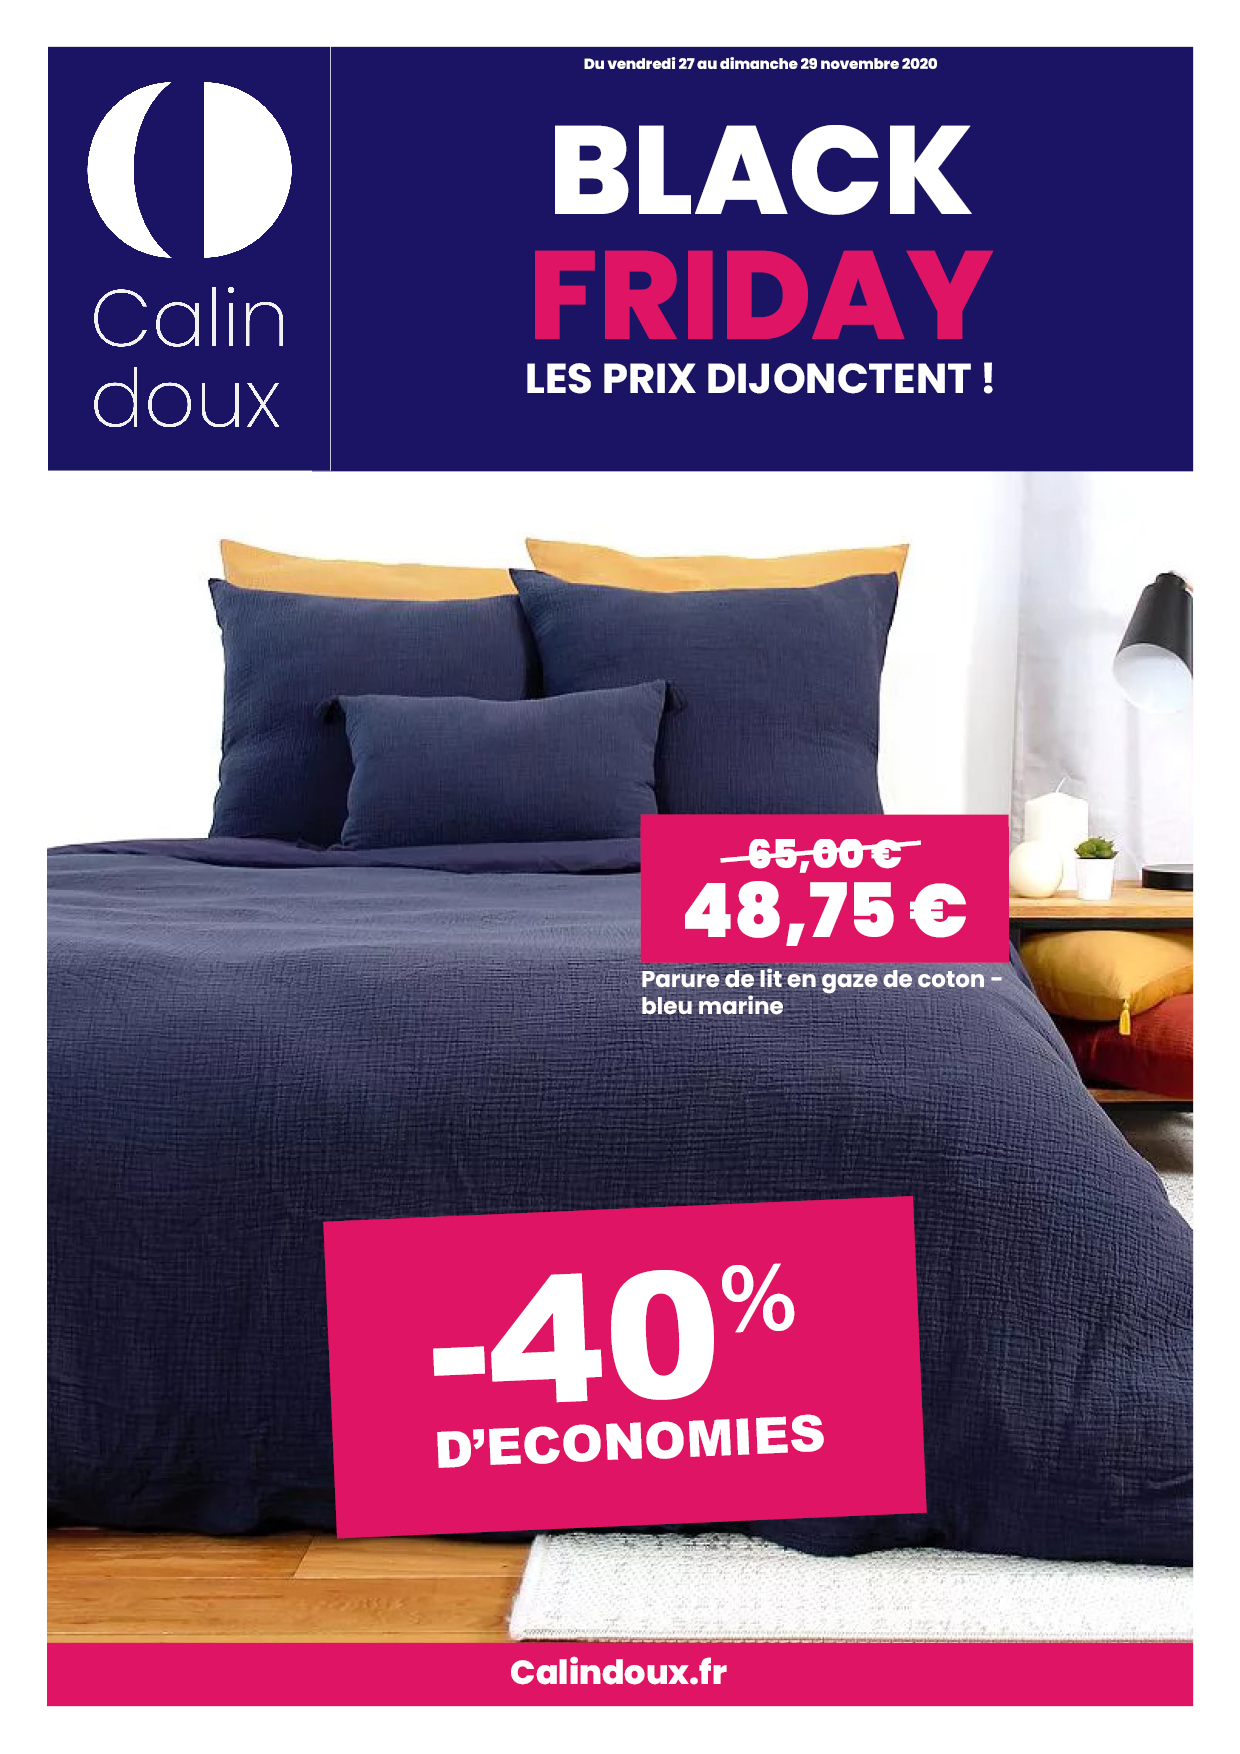 Du vendredi 27 au dimanche 29 novembre 2020
Calin
doux
BLACK
FRIDAY
LES PRIX DIJONCTENT !
65,00 €
48,75 €
Parure de lit en gaze de coton -
bleu marine
-40%
D'ECONOMIES
Calindoux.fr